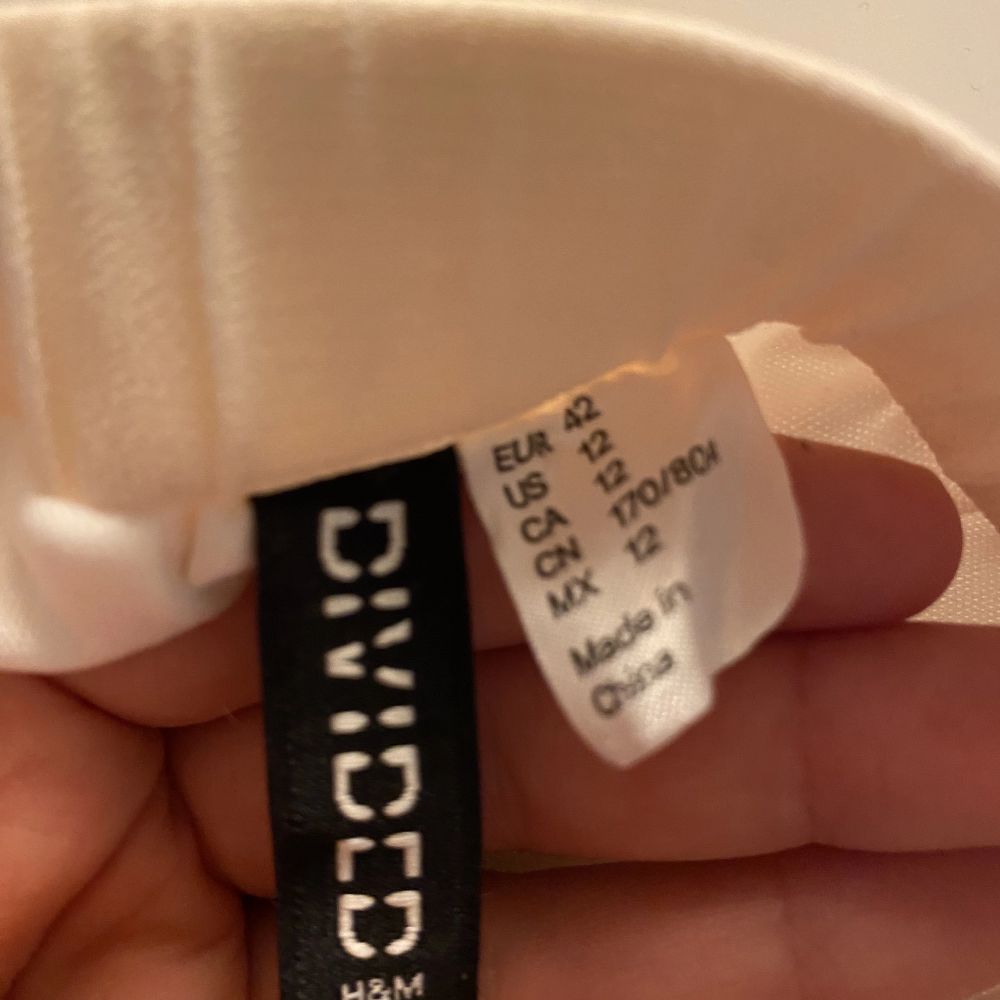 DIVIDED
H&M
EUR 42
US 12
CA 12
CN 170/80A
MX 12
Made in
China